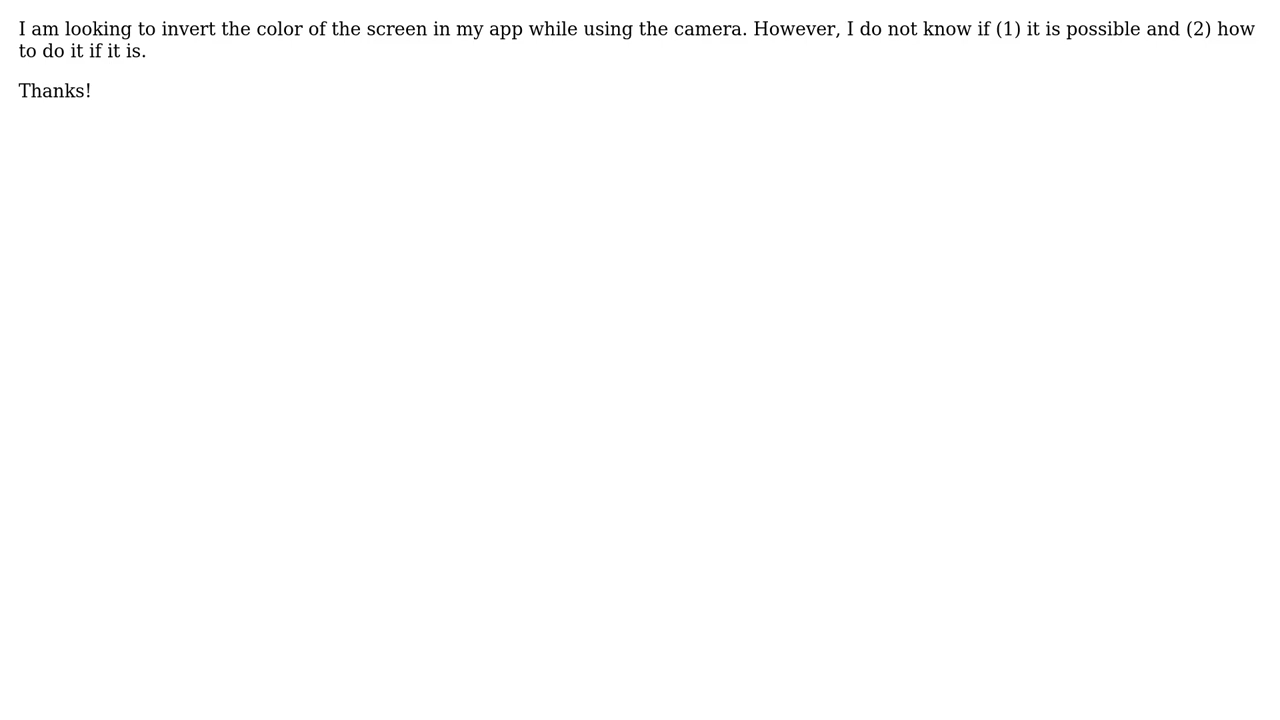 I am looking to invert the color of the screen in my app while using the camera. However, I do not know if (1) it is possible and (2) how
to do it if it is.
Thanks!